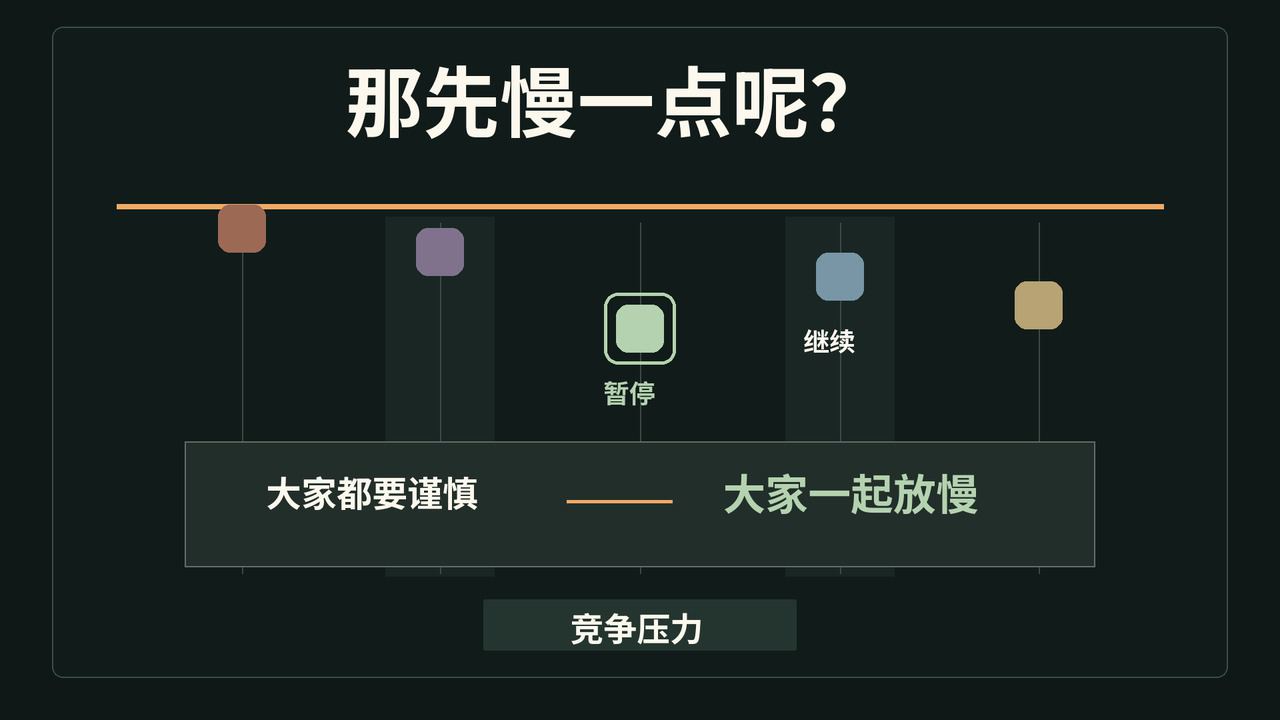 那先慢一点呢？
继续
暂停
大家都要谨慎
大家一起放慢
竞争压力